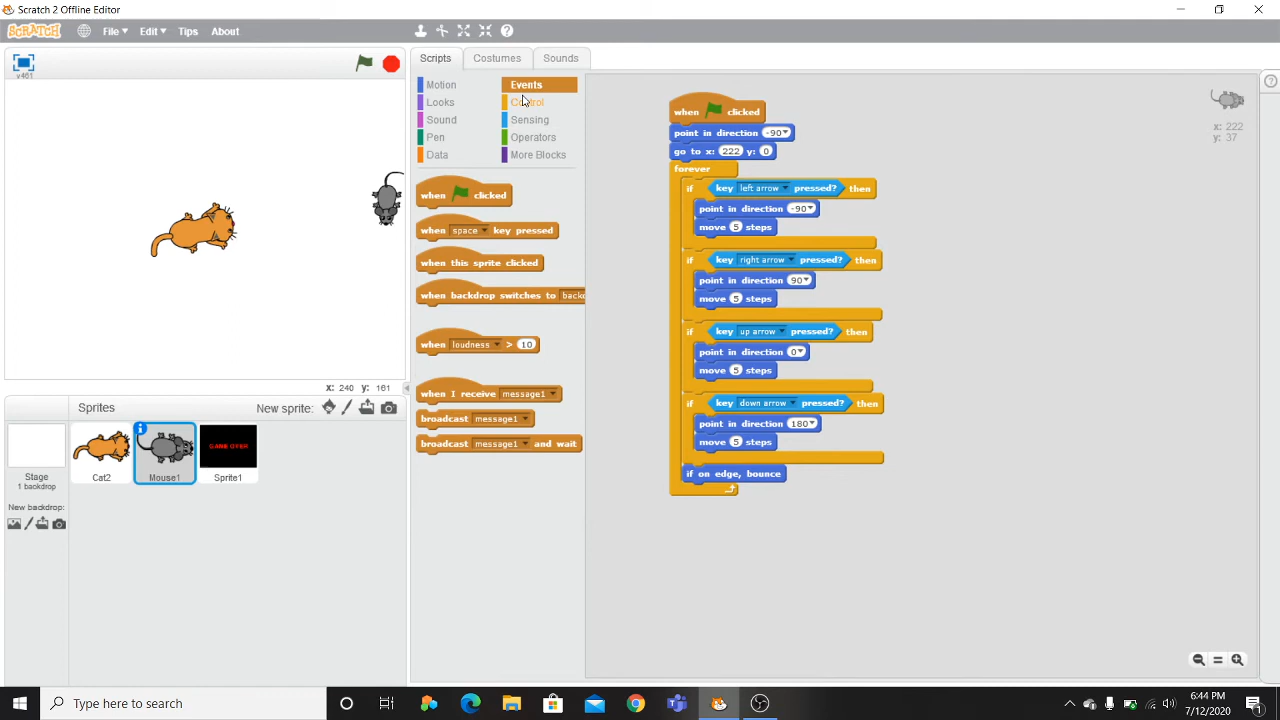 Scratch 2 Offline Editor
SCRATCH File Edit Tips About
v461
Scripts Costumes Sounds
Motion Events
Looks Control
Sound Sensing
Pen Operators
Data More Blocks
when clicked
when space key pressed
when this sprite clicked
when backdrop switches to
when loudness > 10
when I receive message1
broadcast message1
broadcast message1 and wait
when clicked
point in direction -90
go to x: 222 y: 0
forever
if key left arrow pressed? then
point in direction -90
move 5 steps
if key right arrow pressed? then
point in direction 90
move 5 steps
if key up arrow pressed? then
point in direction 0
move 5 steps
if key down arrow pressed? then
point in direction 180
move 5 steps
if on edge, bounce
x: 222
y: 37
x: 240 y: 161
Sprites New sprite:
Stage
1 backdrop
New backdrop:
Cat2
Mouse1
GAME OVER
Sprite1
Type here to search
6:44 PM
7/12/2020